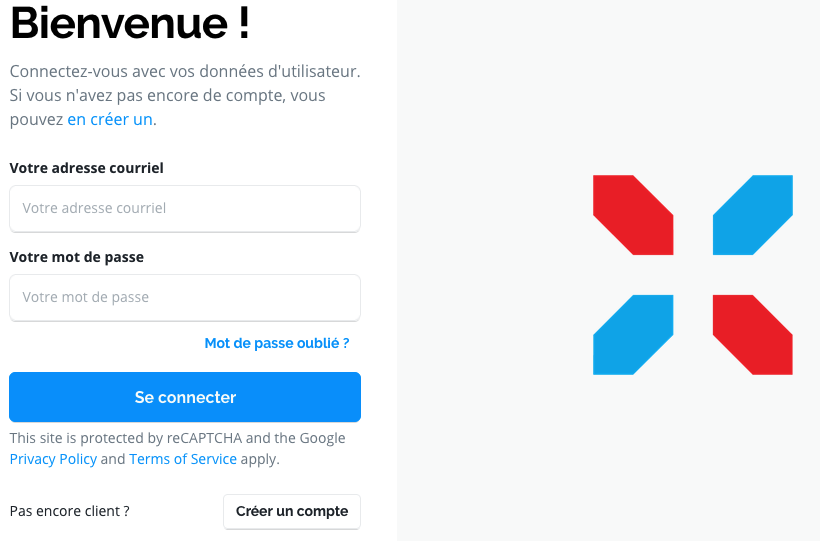 Bienvenue !
Connectez-vous avec vos données d'utilisateur.
Si vous n'avez pas encore de compte, vous
pouvez en créer un.
Votre adresse courriel
Votre adresse courriel
Votre mot de passe
Votre mot de passe
Mot de passe oublié ?
Se connecter
This site is protected by reCAPTCHA and the Google
Privacy Policy and Terms of Service apply.
Pas encore client ?
Créer un compte